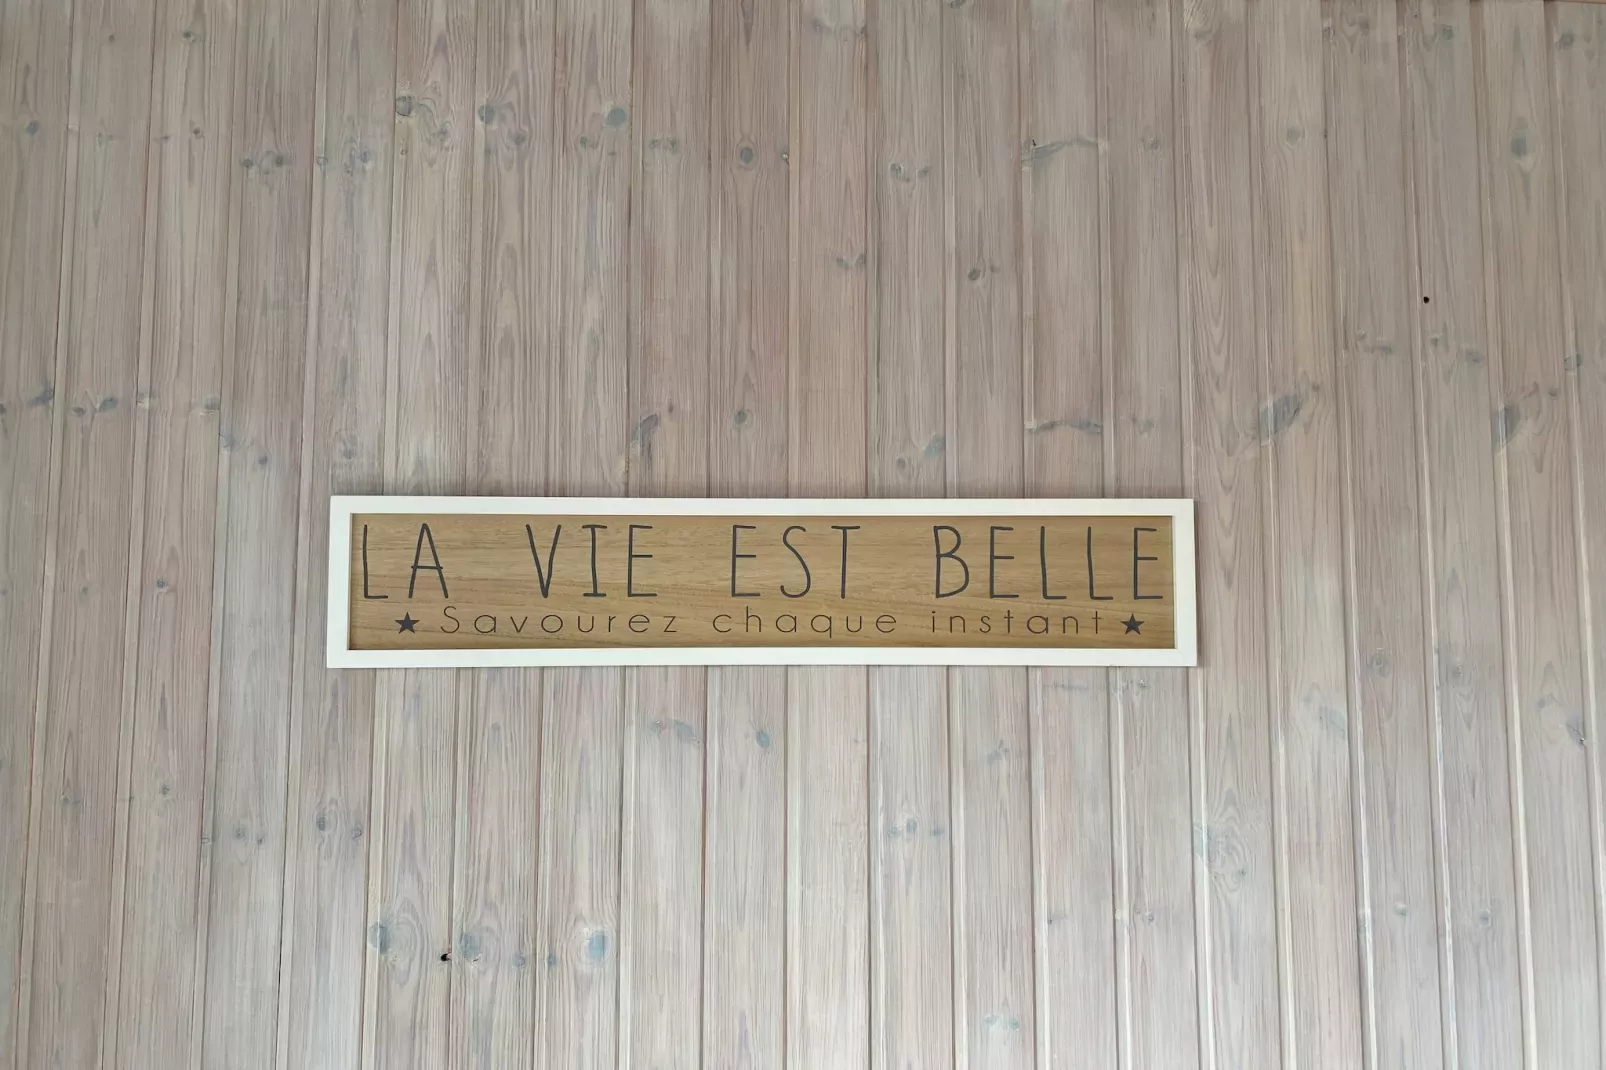 LA VIE EST BELLE
★ Savourez chaque instant ★